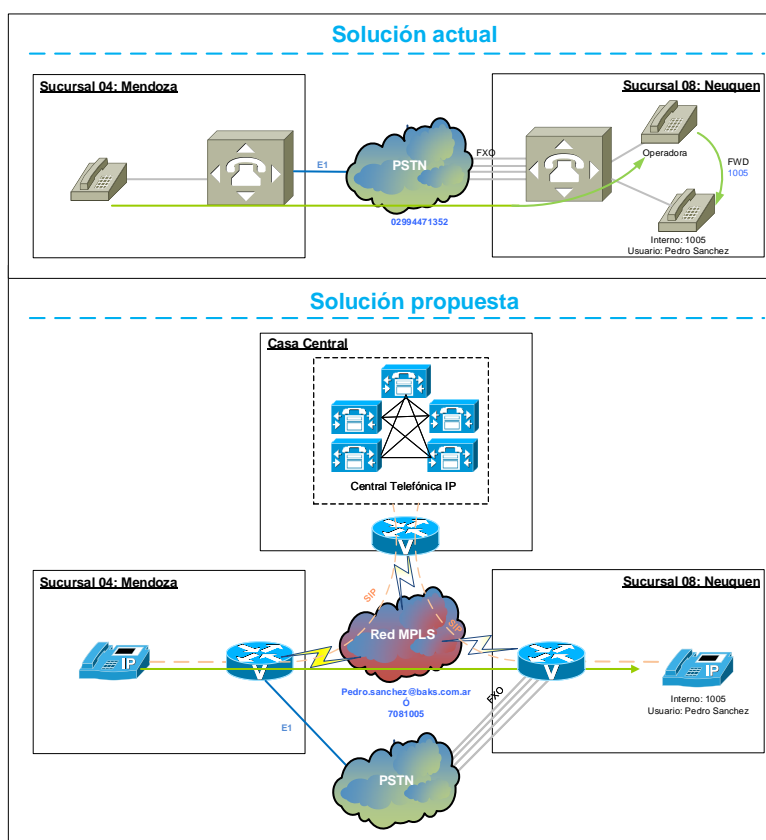 Solución actual
Sucursal 04: Mendoza
Sucursal 08: Neuquen
E1
PSTN
FXO
Operadora
FWD
1005
02994471352
Interno: 1005
Usuario: Pedro Sanchez
Solución propuesta
Casa Central
Central Telefónica IP
V
Sucursal 04: Mendoza
Sucursal 08: Neuquen
SIP
SIP
Red MPLS
IP
V
V
IP
Pedro.sanchez@baks.com.ar
Ó
7081005
Interno: 1005
Usuario: Pedro Sanchez
E1
FXO
PSTN